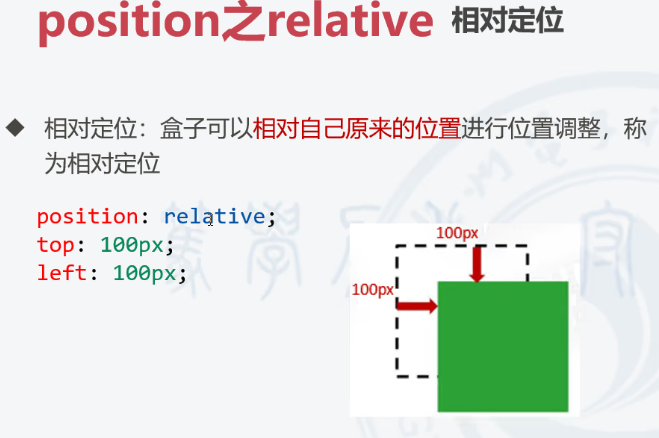 position之relative 相对定位
◆ 相对定位：盒子可以相对自己原来的位置进行位置调整，称
为相对定位
position: relative;
top: 100px;
left: 100px;
100px
100px